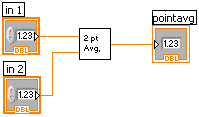 in 1
1.23
DBL
in 2
1.23
DBL
2 pt
Avg.
pointavg
1.23
DBL